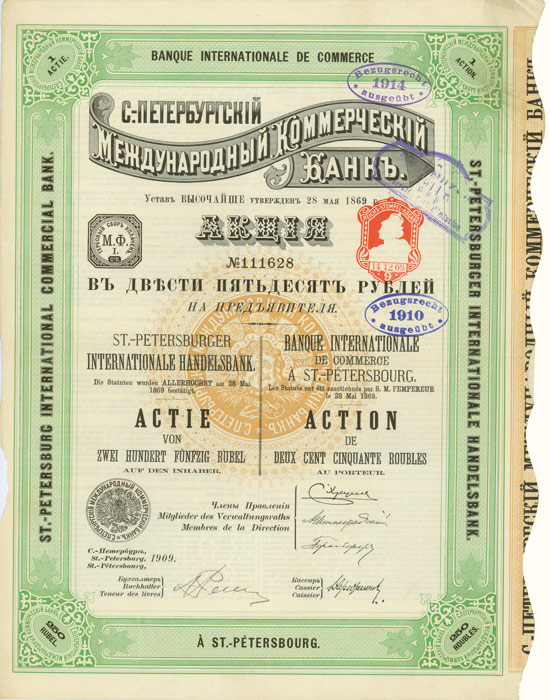 BANQUE INTERNATIONALE DE COMMERCE
1
ACTIE.
1
ACTION.
Bezugsrecht
1914
ausgeübt
С.-ПЕТЕРБУРГСКІЙ
МЕЖДУНАРОДНЫЙ КОММЕРЧЕСКІЙ
БАНКЪ.
Уставъ ВЫСОЧАЙШЕ утвержденъ 28 мая 1869 г.
АКЦІЯ
М.Ф.
I.
14 12 09
№111628
ВЪ ДВѢСТИ ПЯТЬДЕСЯТЪ РУБЛЕЙ
НА ПРЕДЪЯВИТЕЛЯ.
Bezugsrecht
1910
ausgeübt
ST.-PETERSBURGER
INTERNATIONALE HANDELSBANK.
Die Statuten wurden ALLERHÖCHST am 28 Mai
1869 bestätigt.
ACTIE
VON
ZWEI HUNDERT FÜNFZIG RUBEL
AUF DEN INHABER.
BANQUE INTERNATIONALE
DE COMMERCE
À ST.-PÉTERSBOURG.
Les Statuts ont été sanctionnés par S. M. l'EMPEREUR
le 28 Mai 1869.
ACTION
DE
DEUX CENT CINQUANTE ROUBLES
AU PORTEUR.
Члены Правленія
Mitglieder des Verwaltungsraths
Membres de la Direction
С.-Петербургъ,
St.-Petersburg, 1909.
St.-Pétersbourg,
Бухгалтеръ
Buchhalter
Teneur des livres
Кассиръ
Cassier
Caissier
250
RUBEL
250
ROUBLES.
À ST.-PÉTERSBOURG.
ST.-PETERSBURG INTERNATIONAL COMMERCIAL BANK.
ST.-PETERSBURGER INTERNATIONALE HANDELSBANK.